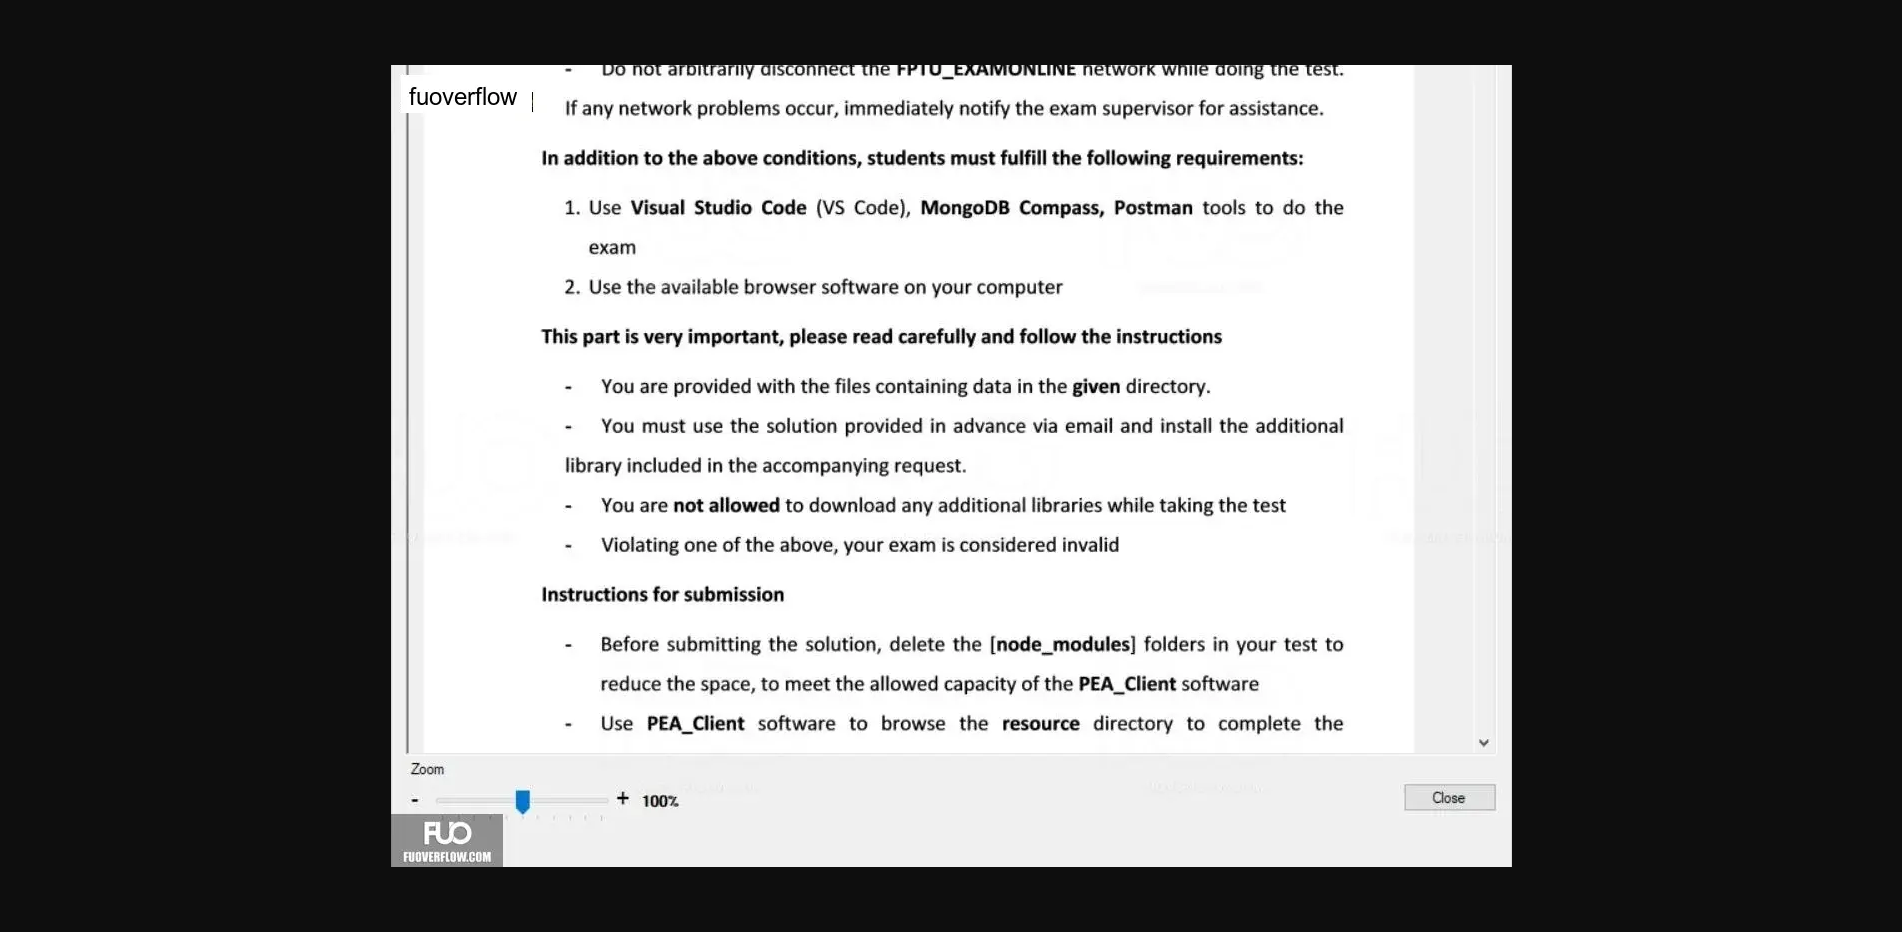 - Do not arbitrarily disconnect the FPTU_EXAMONLINE network while doing the test.
fuoverflow
If any network problems occur, immediately notify the exam supervisor for assistance.
In addition to the above conditions, students must fulfill the following requirements:
1. Use Visual Studio Code (VS Code), MongoDB Compass, Postman tools to do the
exam
2. Use the available browser software on your computer
This part is very important, please read carefully and follow the instructions
- You are provided with the files containing data in the given directory.
- You must use the solution provided in advance via email and install the additional
library included in the accompanying request.
- You are not allowed to download any additional libraries while taking the test
- Violating one of the above, your exam is considered invalid
Instructions for submission
- Before submitting the solution, delete the [node_modules] folders in your test to
reduce the space, to meet the allowed capacity of the PEA_Client software
- Use PEA_Client software to browse the resource directory to complete the
Zoom
- + 100%
Close
FUO
FUOVERFLOW.COM